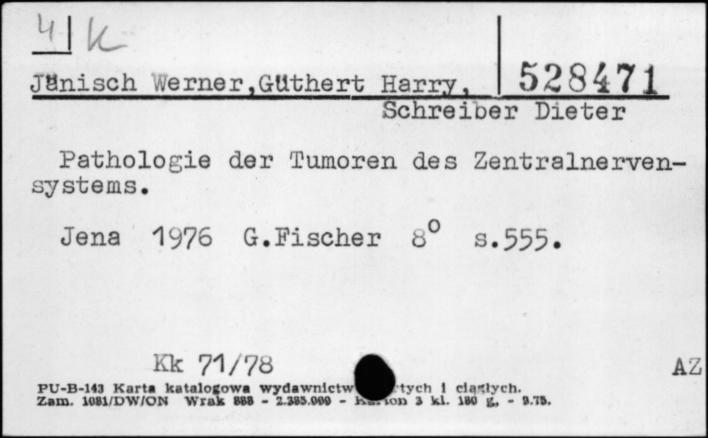 4 K
Jänisch Werner, Güthert Harry, 528471
Schreiber Dieter
Pathologie der Tumoren des Zentralnerven-
systems.
Jena 1976 G.Fischer 8° s.555.
Kk 71/78
AZ
PU-B-143 Karta katalogowa wydawnictw i ciągłych.
Zam. 1081/DW/ON Wrak 888 - 2.385.000 - 3 kl. 180 g, - 9.75.